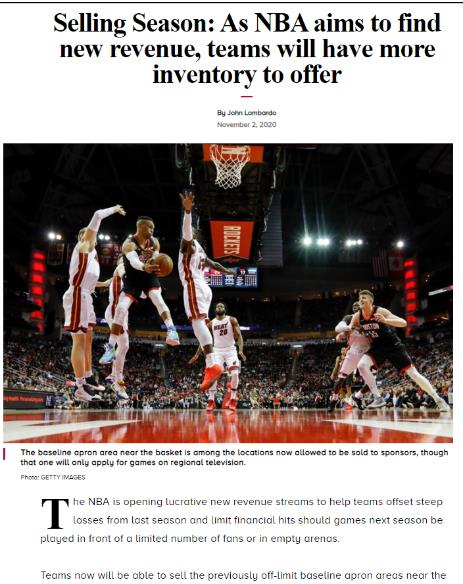 Selling Season: As NBA aims to find
new revenue, teams will have more
inventory to offer
By John Lombardo
November 2, 2020
ROCKETS
HEAT
28
The baseline apron area near the basket is among the locations now allowed to be sold to sponsors, though
that one will only apply for games on regional television.
Photo: GETTY IMAGES
The NBA is opening lucrative new revenue streams to help teams offset steep
losses from last season and limit financial hits should games next season be
played in front of a limited number of fans or in empty arenas.
Teams now will be able to sell the previously off-limit baseline apron areas near the